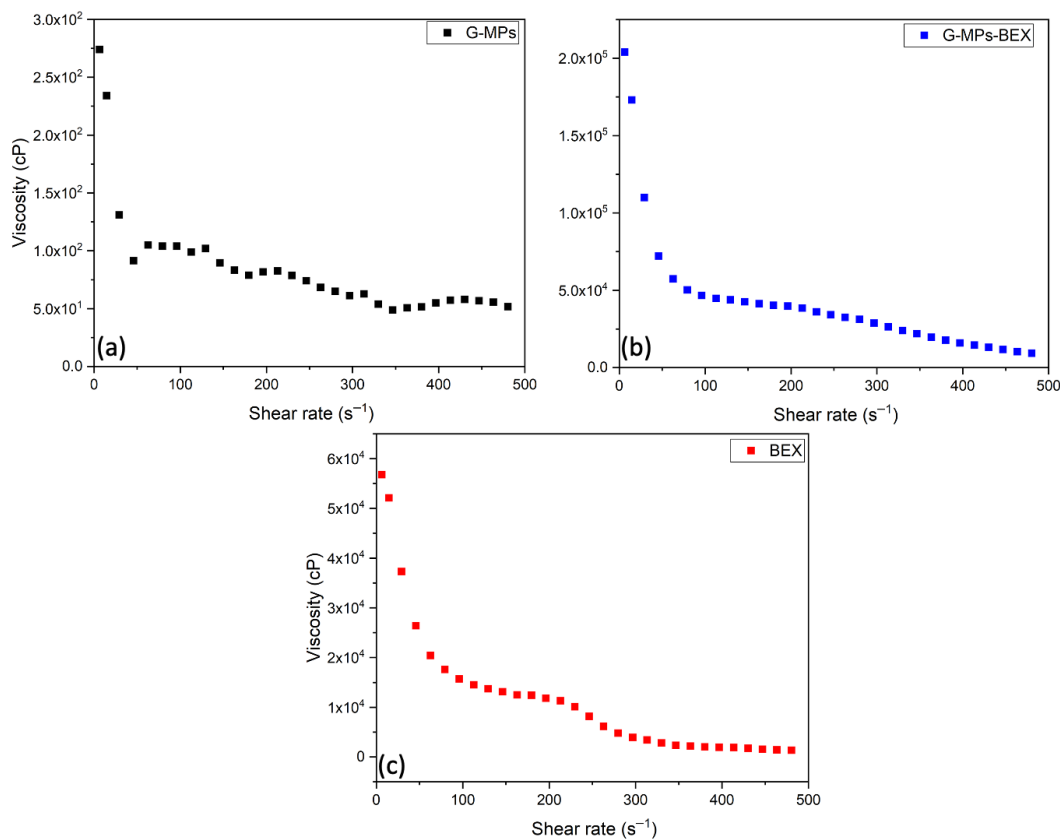 3.0x10²
2.5x10²
2.0x10²
1.5x10²
1.0x10²
5.0x10¹
0.0
Viscosity (cP)
G-MPs
(a)
0 100 200 300 400 500
Shear rate (s⁻¹)
2.0x10⁵
1.5x10⁵
1.0x10⁵
5.0x10⁴
0.0
Viscosity (cP)
G-MPs-BEX
(b)
0 100 200 300 400 500
Shear rate (s⁻¹)
6x10⁴
5x10⁴
4x10⁴
3x10⁴
2x10⁴
1x10⁴
0
Viscosity (cP)
BEX
(c)
0 100 200 300 400 500
Shear rate (s⁻¹)